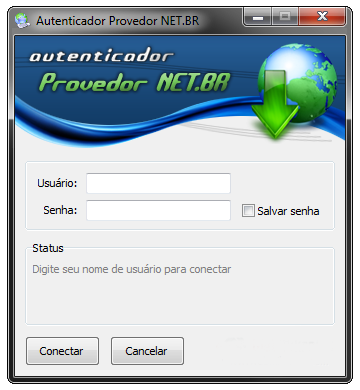 Autenticador Provedor NET.BR
autenticador
Provedor NET.BR
Usuário:
Senha:
Salvar senha
Status
Digite seu nome de usuário para conectar
Conectar
Cancelar